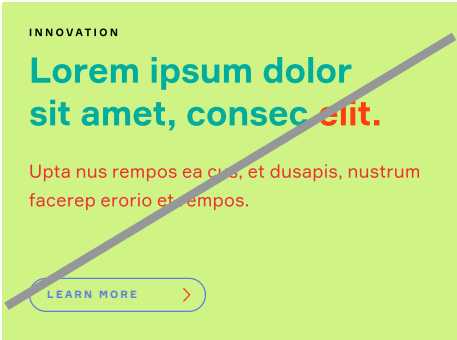 INNOVATION
Lorem ipsum dolor
sit amet, consec elit.
Upta nus rempos ea cus, et dusapis, nustrum
facerep erorio et empos.
LEARN MORE